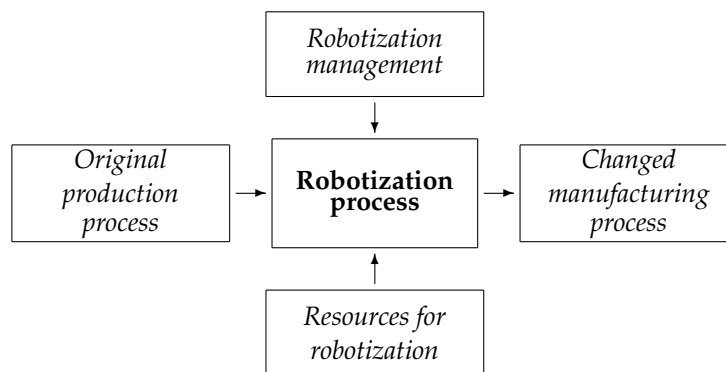 Robotization
management
Original
production
process
Robotization
process
Changed
manufacturing
process
Resources for
robotization